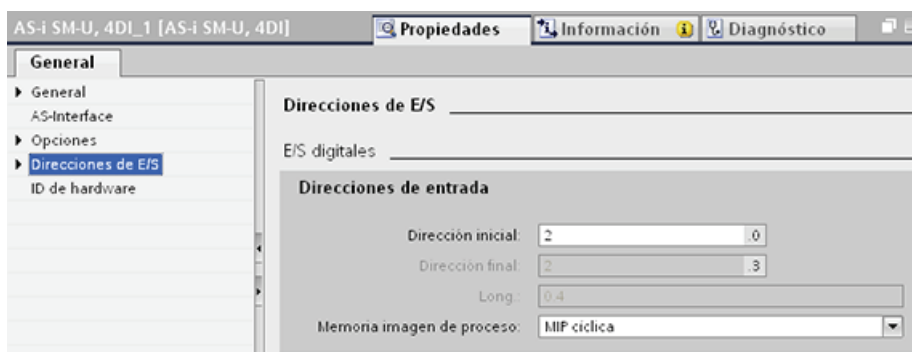 AS-i SM-U, 4DI_1 [AS-i SM-U, 4DI]
Propiedades
Información
Diagnóstico
General
General
AS-Interface
Opciones
Direcciones de E/S
ID de hardware
Direcciones de E/S
E/S digitales
Direcciones de entrada
Dirección inicial: 2 .0
Dirección final: 2 .3
Long.: 0.4
Memoria imagen de proceso: MIP cíclica